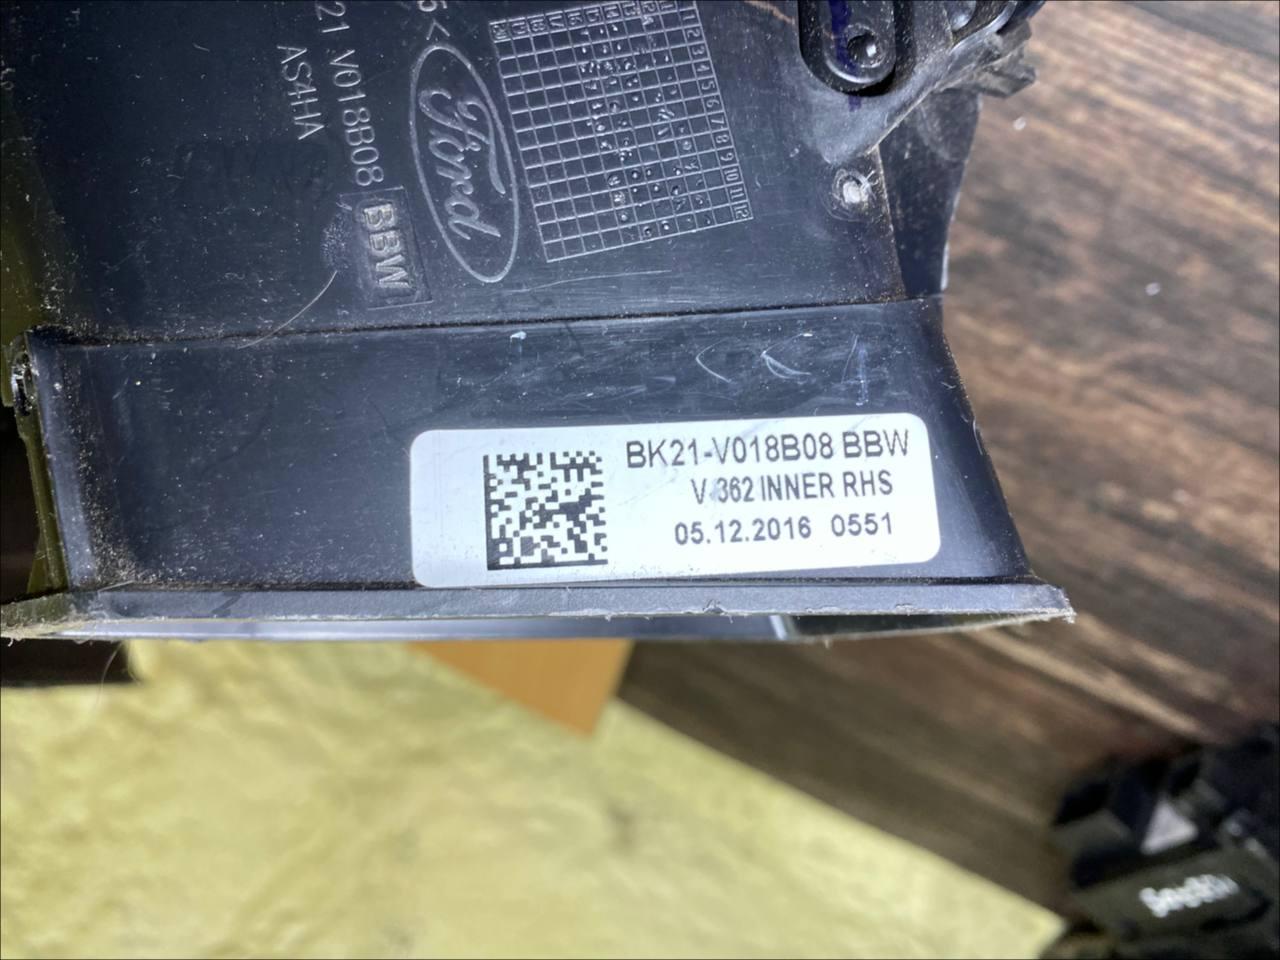 21 V018B08 BBW
AS4HA
Ford
BK21-V018B08 BBW
V 362 INNER RHS
05.12.2016 0551